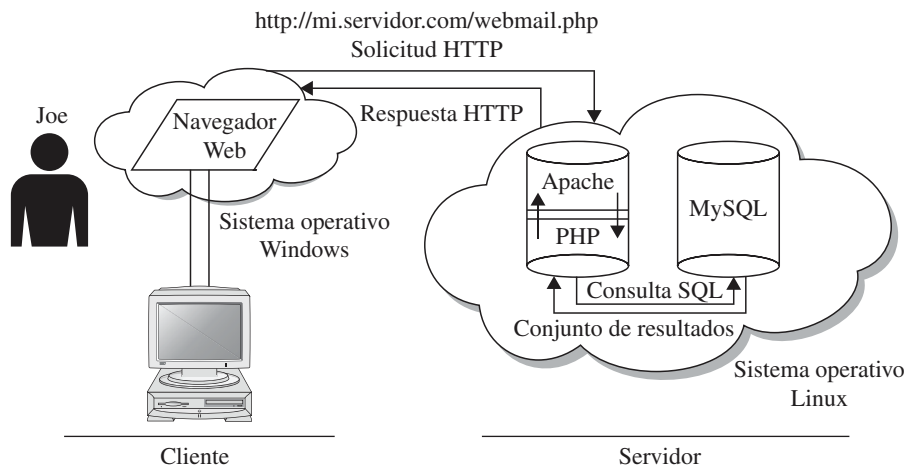 http://mi.servidor.com/webmail.php
Solicitud HTTP
Joe
Navegador
Web
Respuesta HTTP
Apache
PHP
MySQL
Sistema operativo
Windows
Consulta SQL
Conjunto de resultados
Sistema operativo
Linux
Cliente
Servidor